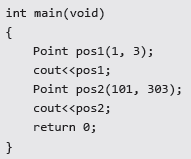 int main(void)
{
    Point pos1(1, 3);
    cout<<pos1;
    Point pos2(101, 303);
    cout<<pos2;
    return 0;
}